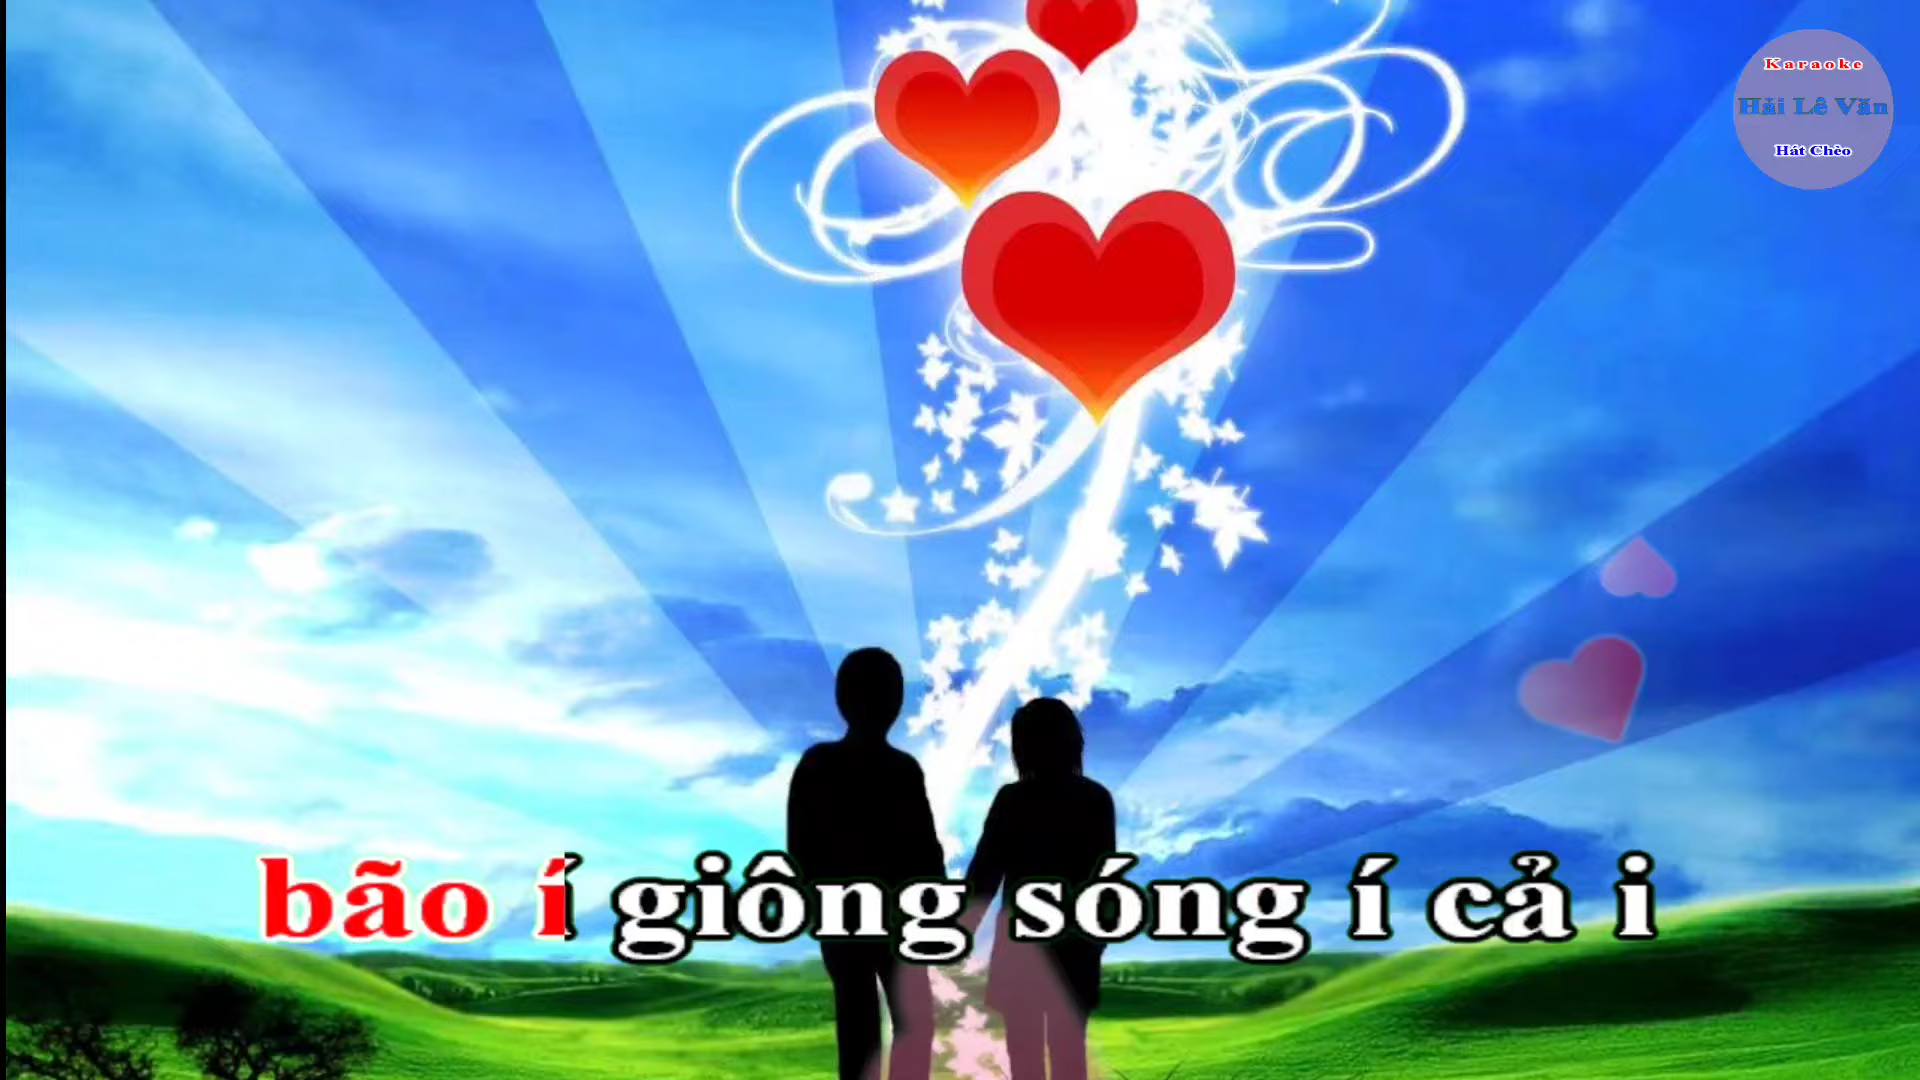 Karaoke
Hải Lê Văn
Hát Chèo
bão í giông sóng í cả i